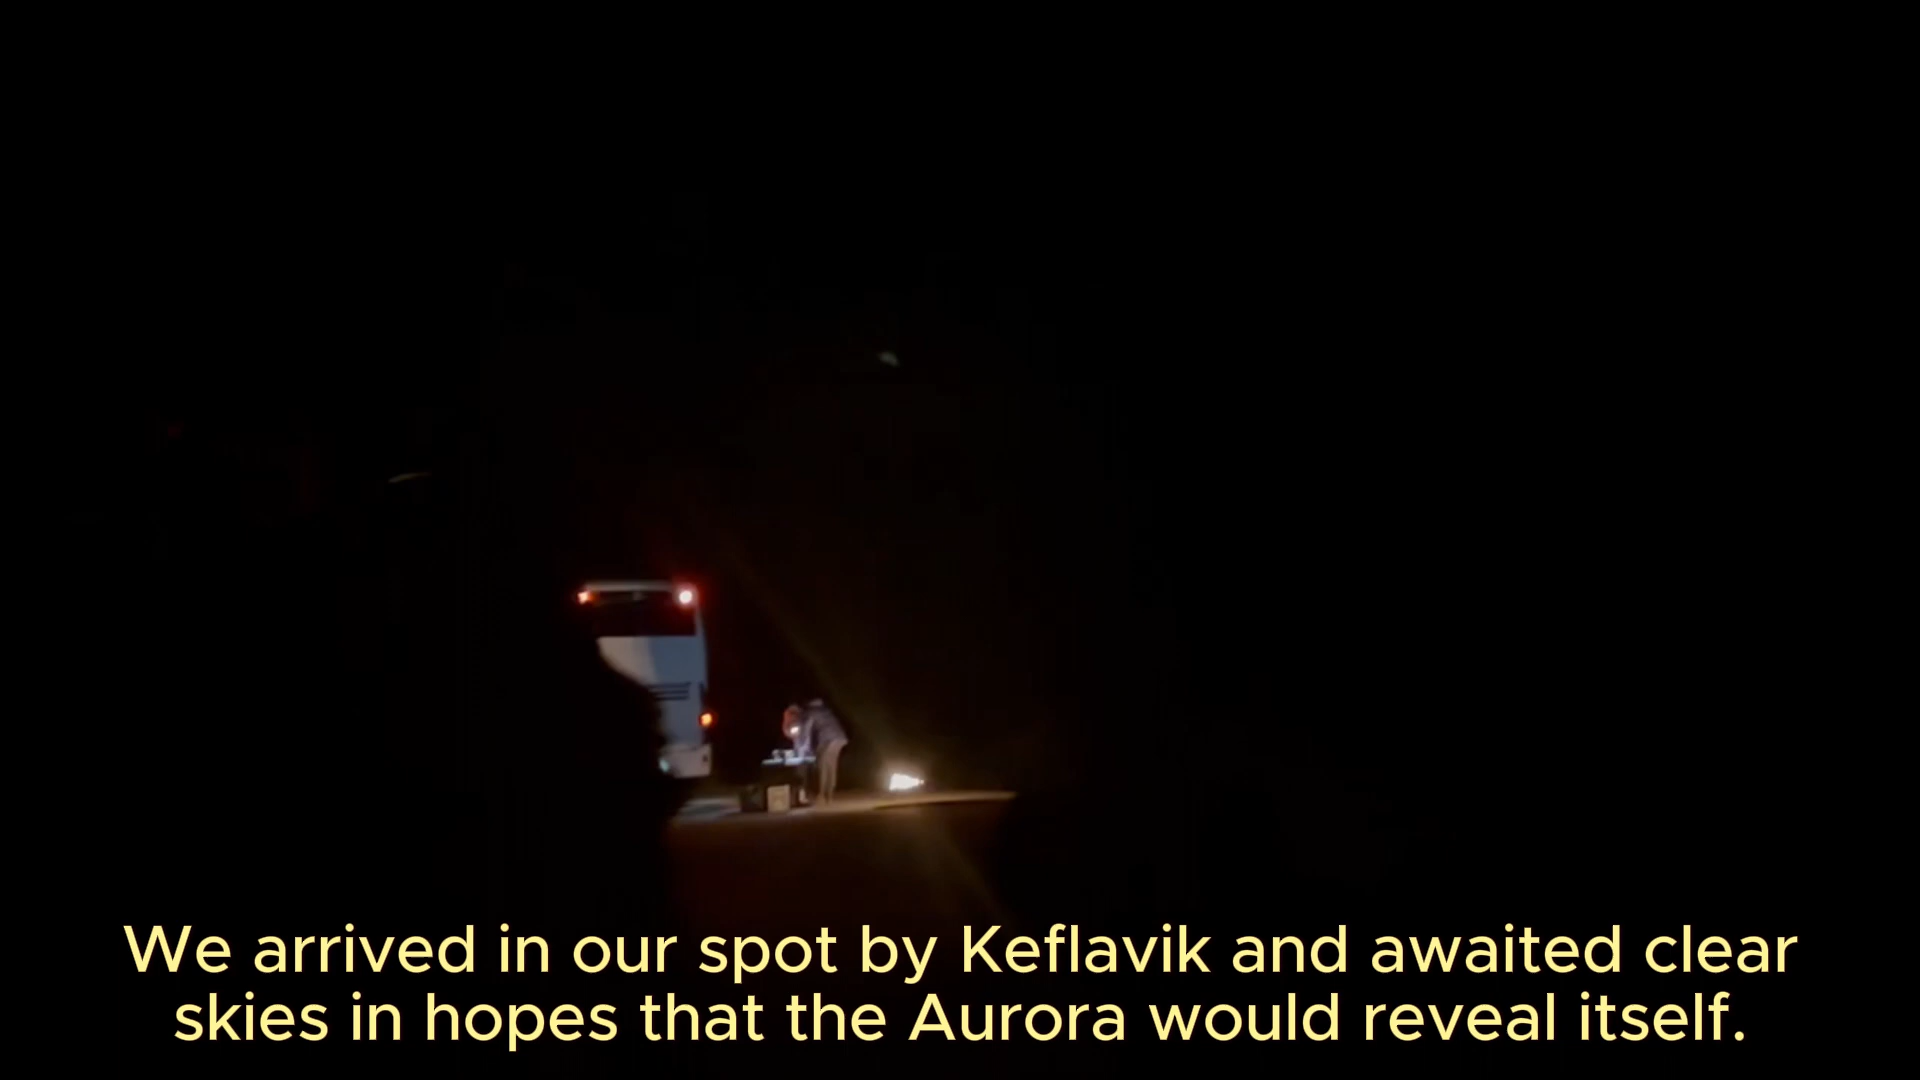 We arrived in our spot by Keflavik and awaited clear
skies in hopes that the Aurora would reveal itself.